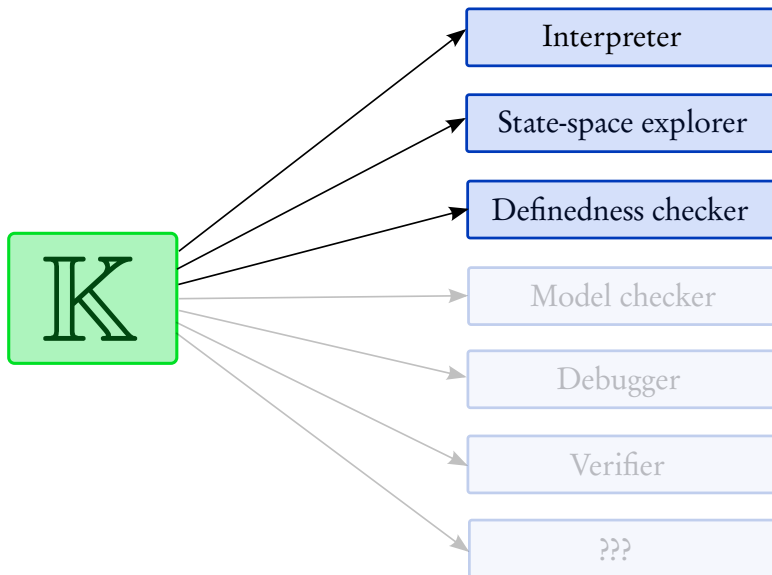 Interpreter
State-space explorer
Definedness checker
𝕂
Model checker
Debugger
Verifier
???